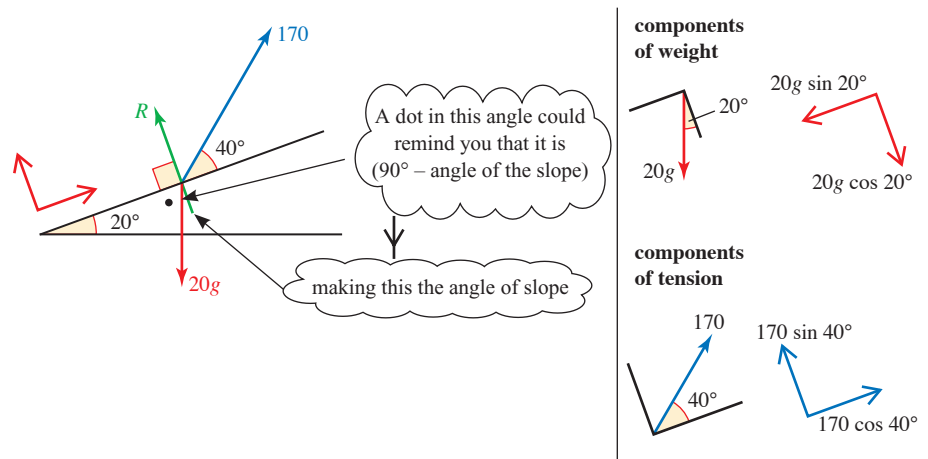 170
R
40°
20°
20g
A dot in this angle could
remind you that it is
(90° – angle of the slope)
making this the angle of slope
components
of weight
20°
20g
20g sin 20°
20g cos 20°
components
of tension
170
40°
170 sin 40°
170 cos 40°